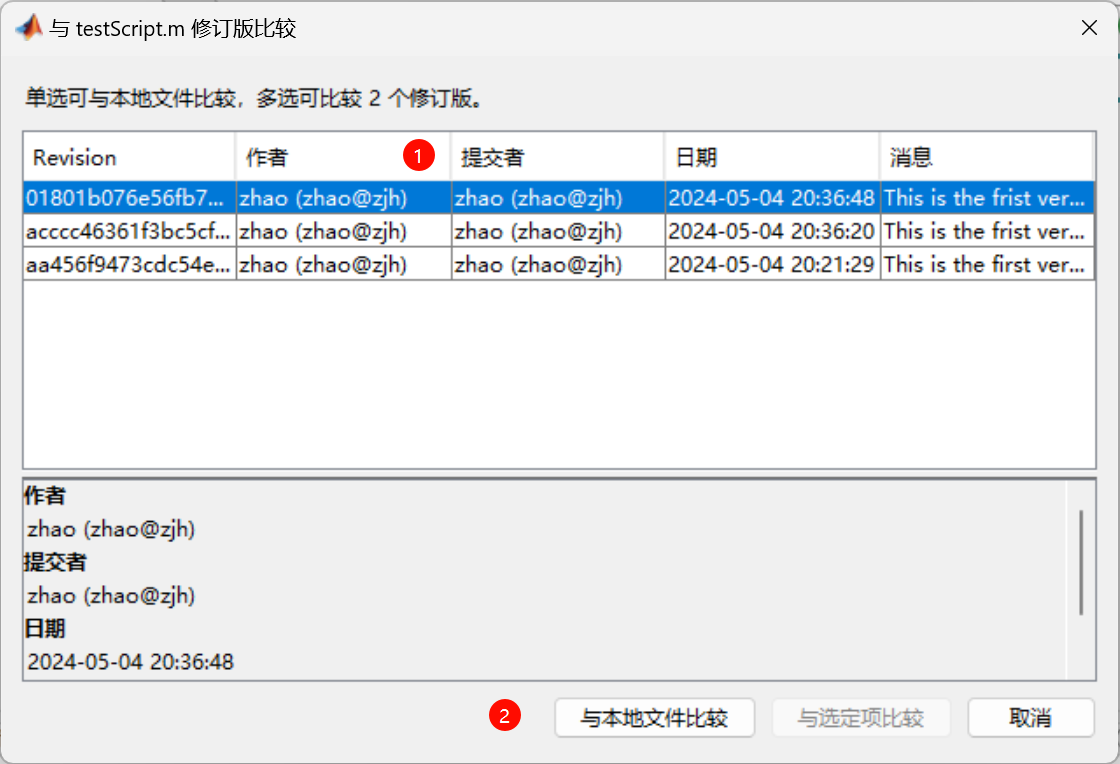 与 testScript.m 修订版比较
单选可与本地文件比较，多选可比较 2 个修订版。
Revision 作者 1 提交者 日期 消息
01801b076e56fb7... zhao (zhao@zjh) zhao (zhao@zjh) 2024-05-04 20:36:48 This is the frist ver...
acccc46361f3bc5cf... zhao (zhao@zjh) zhao (zhao@zjh) 2024-05-04 20:36:20 This is the frist ver...
aa456f9473cdc54e... zhao (zhao@zjh) zhao (zhao@zjh) 2024-05-04 20:21:29 This is the first ver...
作者
zhao (zhao@zjh)
提交者
zhao (zhao@zjh)
日期
2024-05-04 20:36:48
2 与本地文件比较 与选定项比较 取消